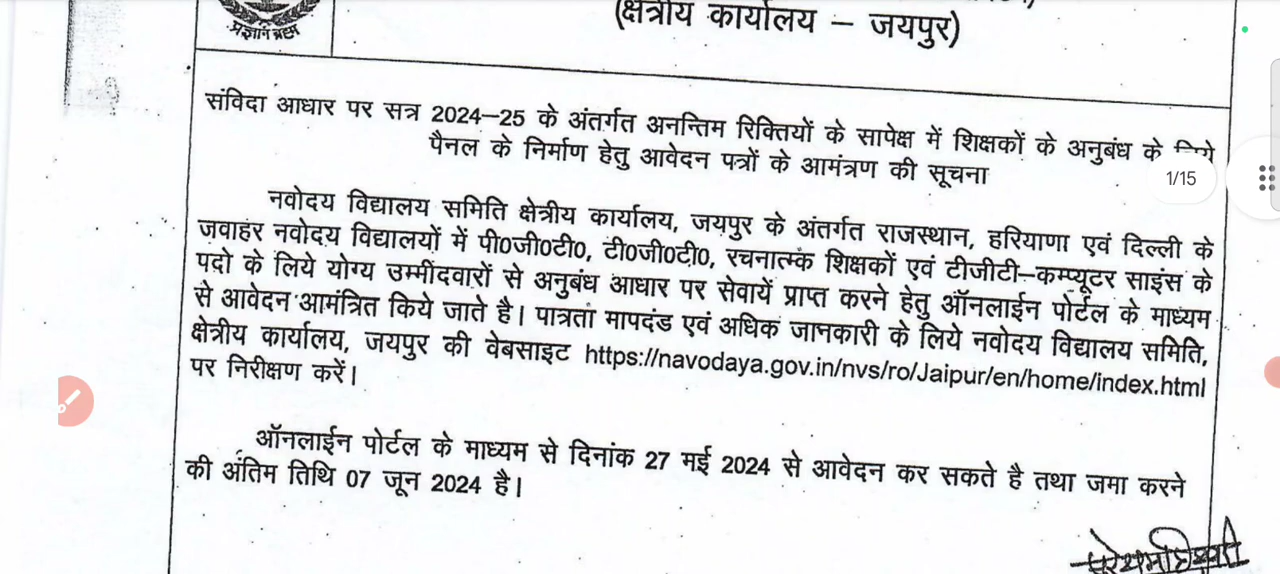 प्रज्ञानं ब्रह्म
(क्षेत्रीय कार्यालय – जयपुर)
संविदा आधार पर सत्र 2024–25 के अंतर्गत अनन्तिम रिक्तियों के सापेक्ष में शिक्षकों के अनुबंध के लिये
पैनल के निर्माण हेतु आवेदन पत्रों के आमंत्रण की सूचना
1/15
नवोदय विद्यालय समिति क्षेत्रीय कार्यालय, जयपुर के अंतर्गत राजस्थान, हरियाणा एवं दिल्ली के
जवाहर नवोदय विद्यालयों में पी0जी0टी0, टी0जी0टी0, रचनात्मक शिक्षकों एवं टीजीटी–कम्प्यूटर साइंस के
पदो के लिये योग्य उम्मीदवारों से अनुबंध आधार पर सेवायें प्राप्त करने हेतु ऑनलाईन पोर्टल के माध्यम
से आवेदन आमंत्रित किये जाते है। पात्रता मापदंड एवं अधिक जानकारी के लिये नवोदय विद्यालय समिति,
क्षेत्रीय कार्यालय, जयपुर की वेबसाइट https://navodaya.gov.in/nvs/ro/Jaipur/en/home/index.html
पर निरीक्षण करें।
ऑनलाईन पोर्टल के माध्यम से दिनांक 27 मई 2024 से आवेदन कर सकते है तथा जमा करने
की अंतिम तिथि 07 जून 2024 है।